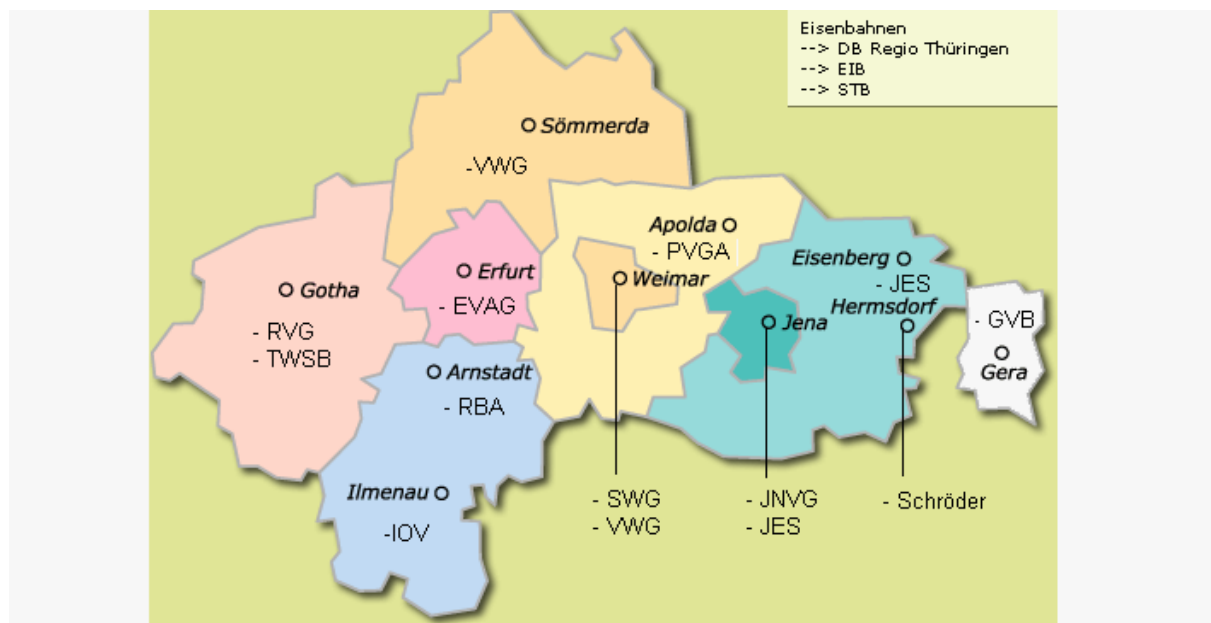 Eisenbahnen
--> DB Regio Thüringen
--> EIB
--> STB
Sömmerda
-VWG
Apolda
- PVGA
Eisenberg
- JES
Erfurt
- EVAG
Weimar
Gotha
- RVG
- TWSB
Hermsdorf
Jena
- GVB
Gera
Arnstadt
- RBA
Ilmenau
-IOV
- SWG
- VWG
- JNVG
- JES
- Schröder